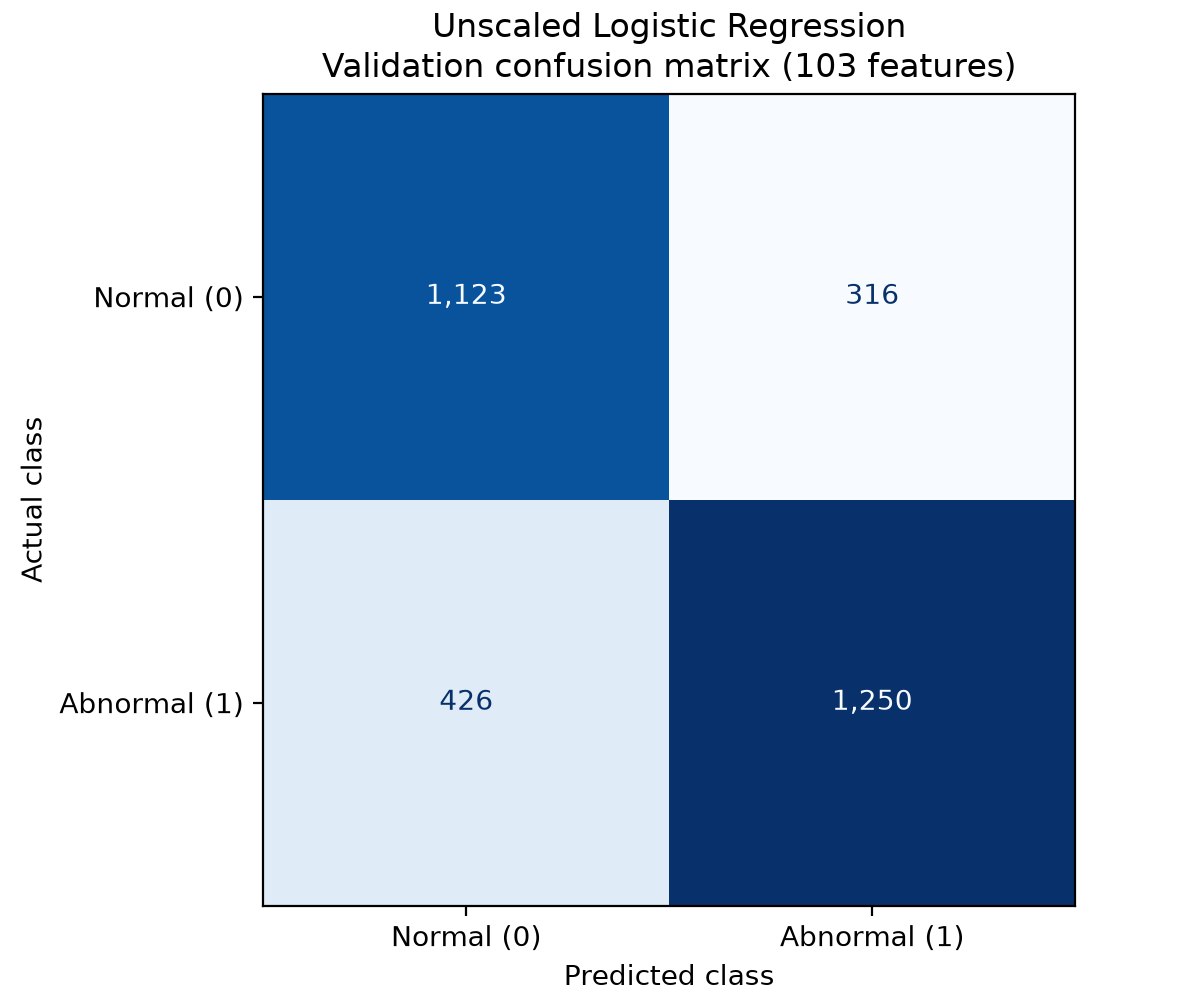 Unscaled Logistic Regression
Validation confusion matrix (103 features)
Normal (0)
1,123
316
Actual class
Abnormal (1)
426
1,250
Normal (0)
Abnormal (1)
Predicted class